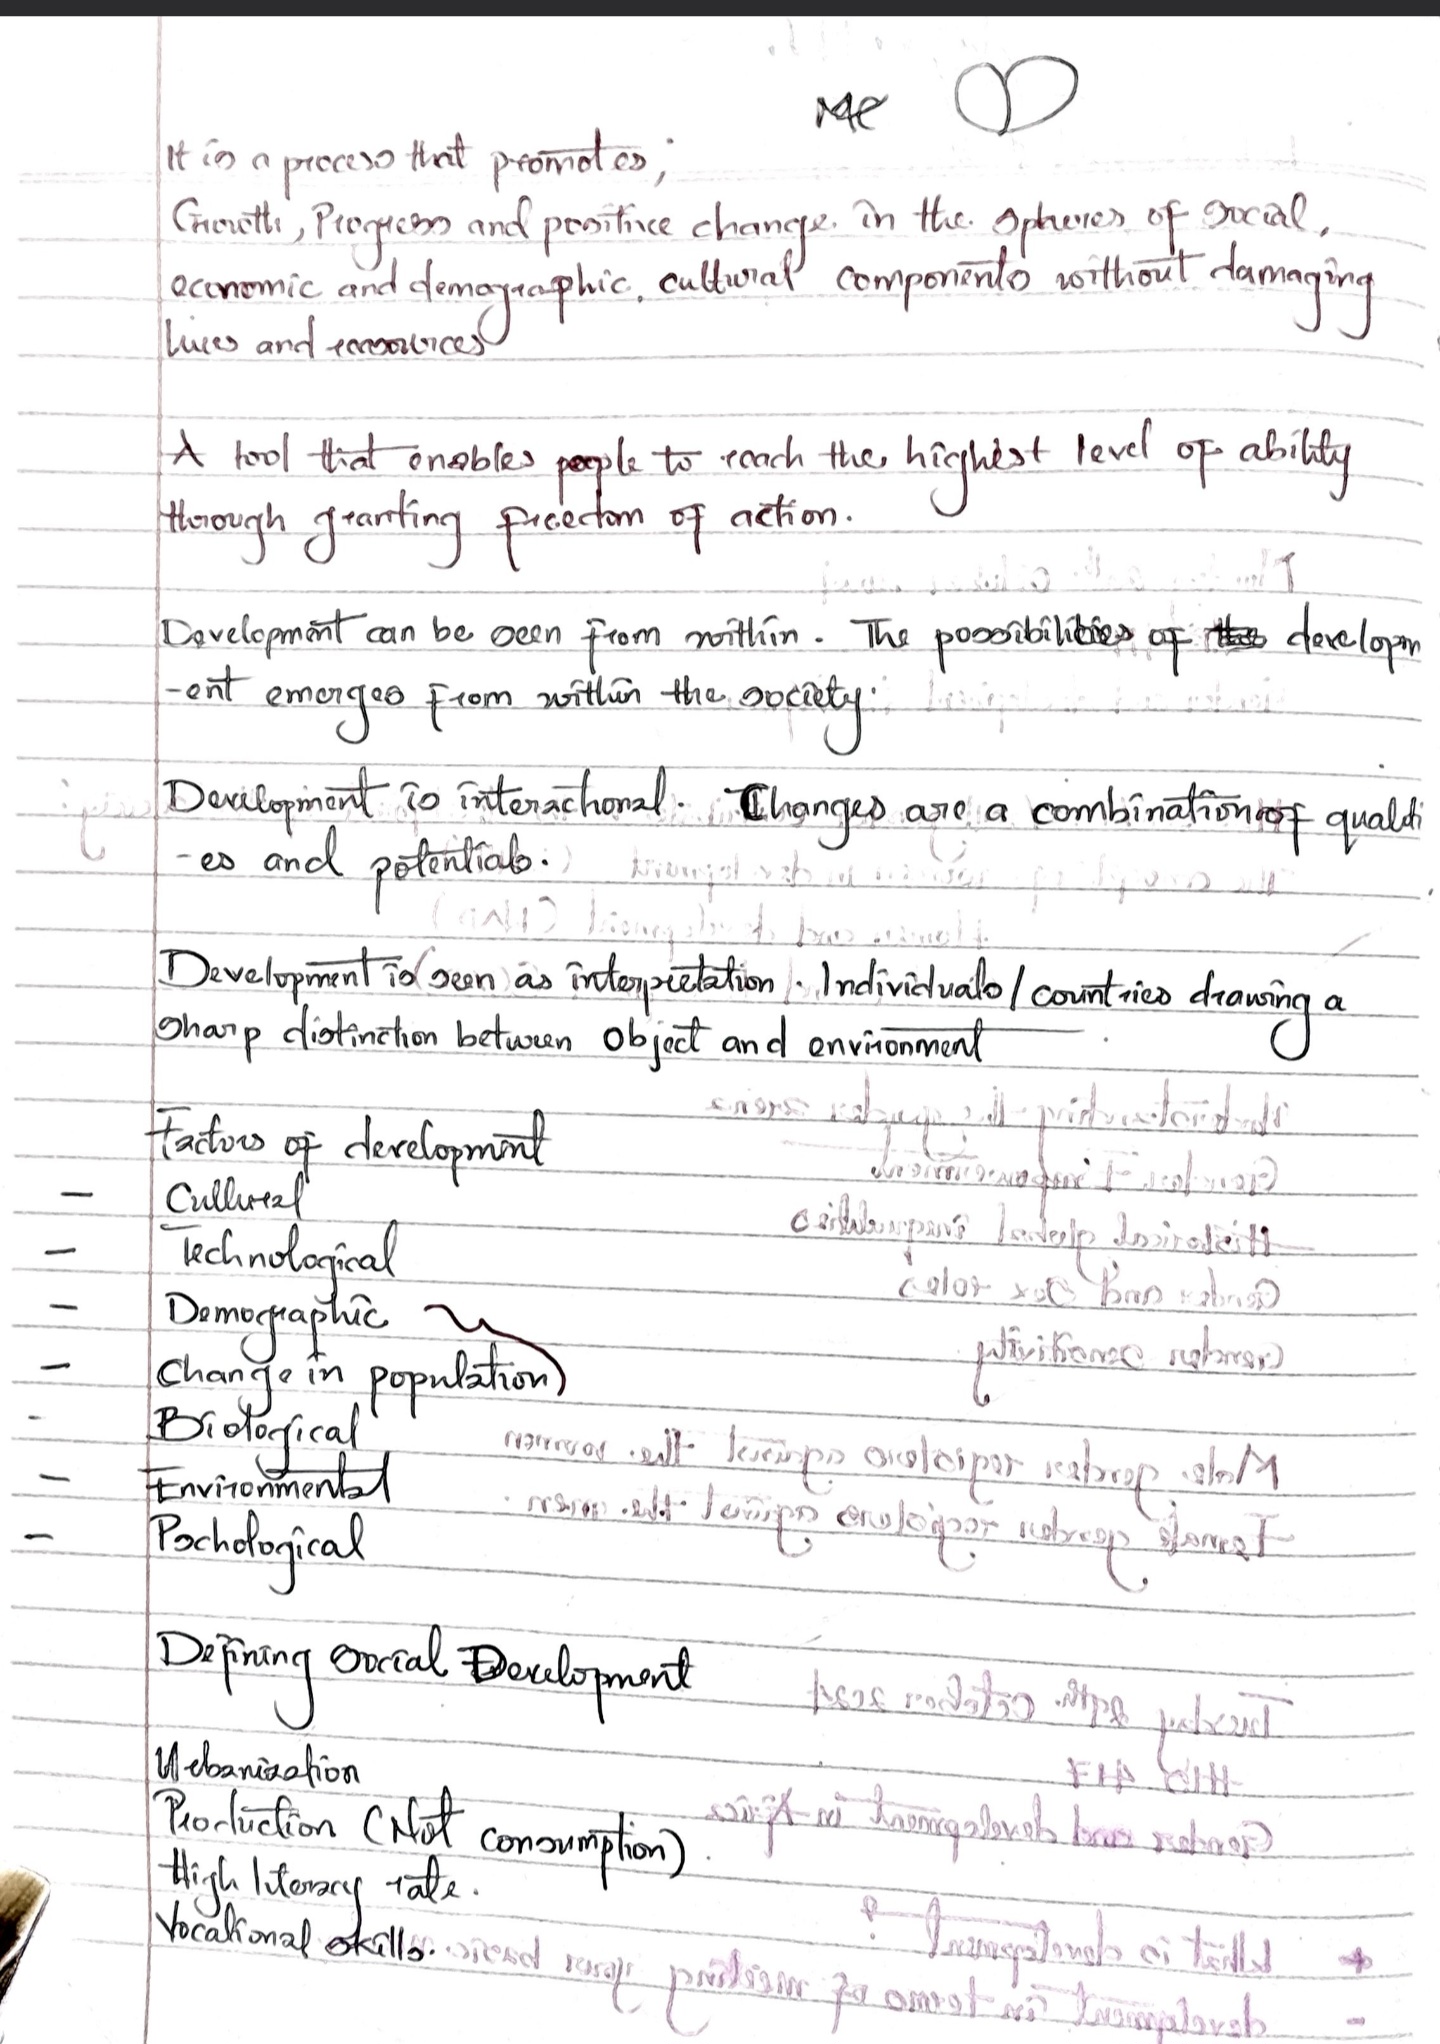 Me
It is a process that promotes;
Growth, Progress and positive change in the spheres of social,
economic and demographic, cultural components without damaging
lives and resources
A tool that enables people to reach the highest level of ability
through granting freedom of action.
Development can be seen from within. The possibilities of developm
-ent emerges from within the society.
Development is interactional. Changes are a combination of qualiti
-es and potentials.
Development is seen as interpretation. Individuals/countries drawing a
sharp distinction between object and environment.
Factors of development
- Cultural
- Technological
- Demographic
- Change in population)
- Biological
- Environmental
- Pschological
Defining social Development
Urbanization
Production (Not consumption).
High literacy rate.
Vocational skills.